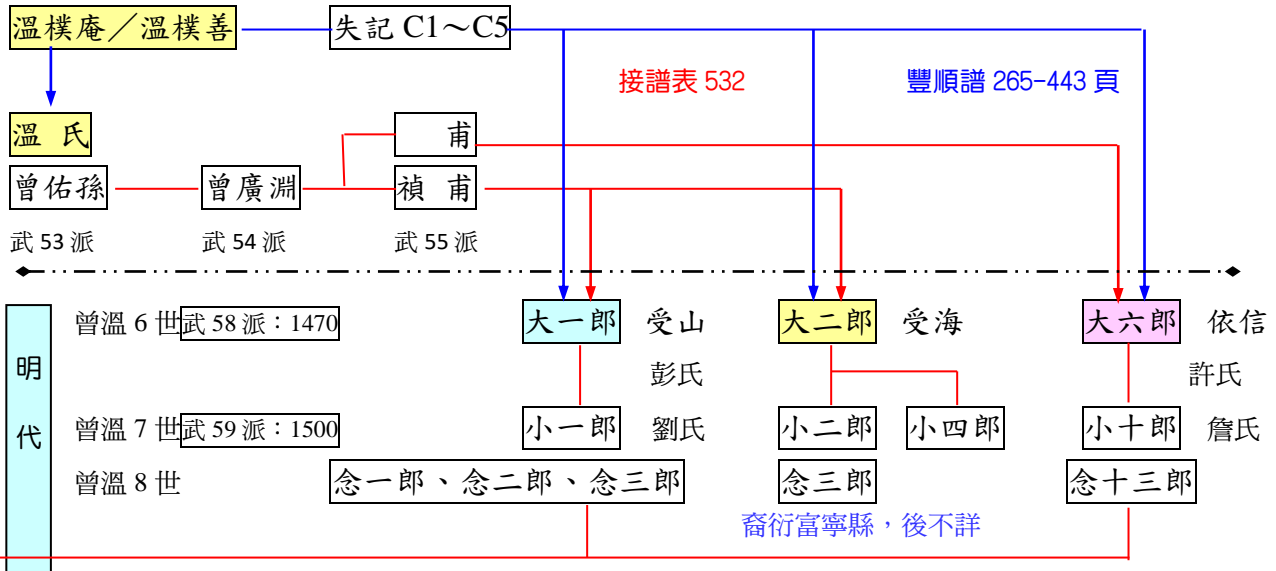 溫樸庵／溫樸善 失記 C1～C5
接譜表 532 豐順譜 265-443 頁
溫 氏 甫
曾佑孫 曾廣淵 禎 甫
武 53 派 武 54 派 武 55 派
曾溫 6 世 武 58 派：1470 大一郎 受山 大二郎 受海 大六郎 依信
彭氏 許氏
明代
曾溫 7 世 武 59 派：1500 小一郎 劉氏 小二郎 小四郎 小十郎 詹氏
曾溫 8 世 念一郎、念二郎、念三郎 念三郎 念十三郎
裔衍富寧縣，後不詳